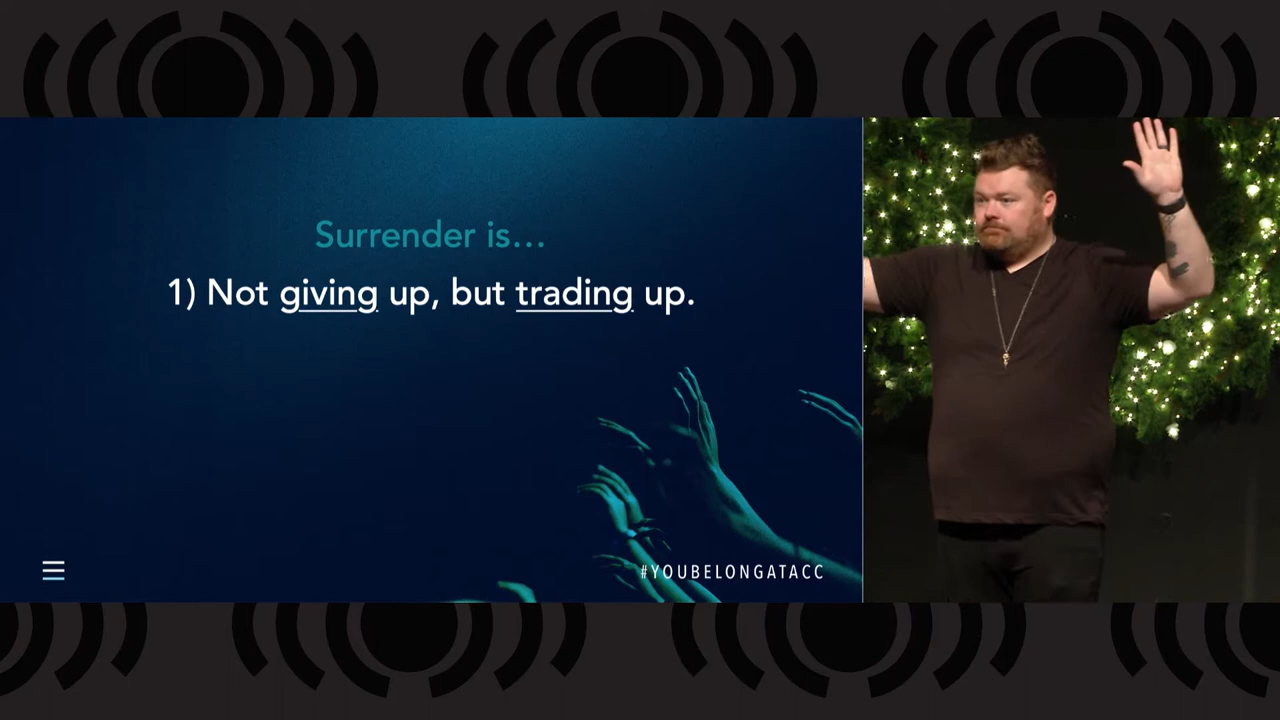 Surrender is...
1) Not giving up, but trading up.
#YOUBELONGATACC